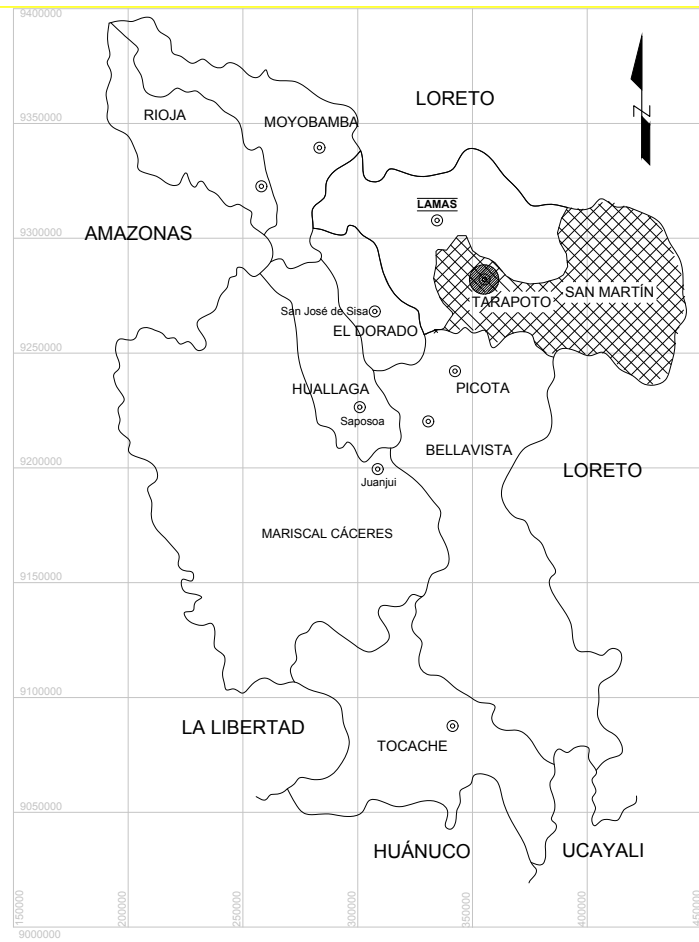 9400000
RIOJA
MOYOBAMBA
LORETO
N
9350000
LAMAS
AMAZONAS
9300000
TARAPOTO
SAN MARTÍN
San José de Sisa
EL DORADO
9250000
HUALLAGA
PICOTA
Saposoa
BELLAVISTA
9200000
LORETO
Juanjui
MARISCAL CÁCERES
9150000
9100000
LA LIBERTAD
TOCACHE
9050000
HUÁNUCO
UCAYALI
150000
200000
250000
300000
350000
400000
450000
9000000